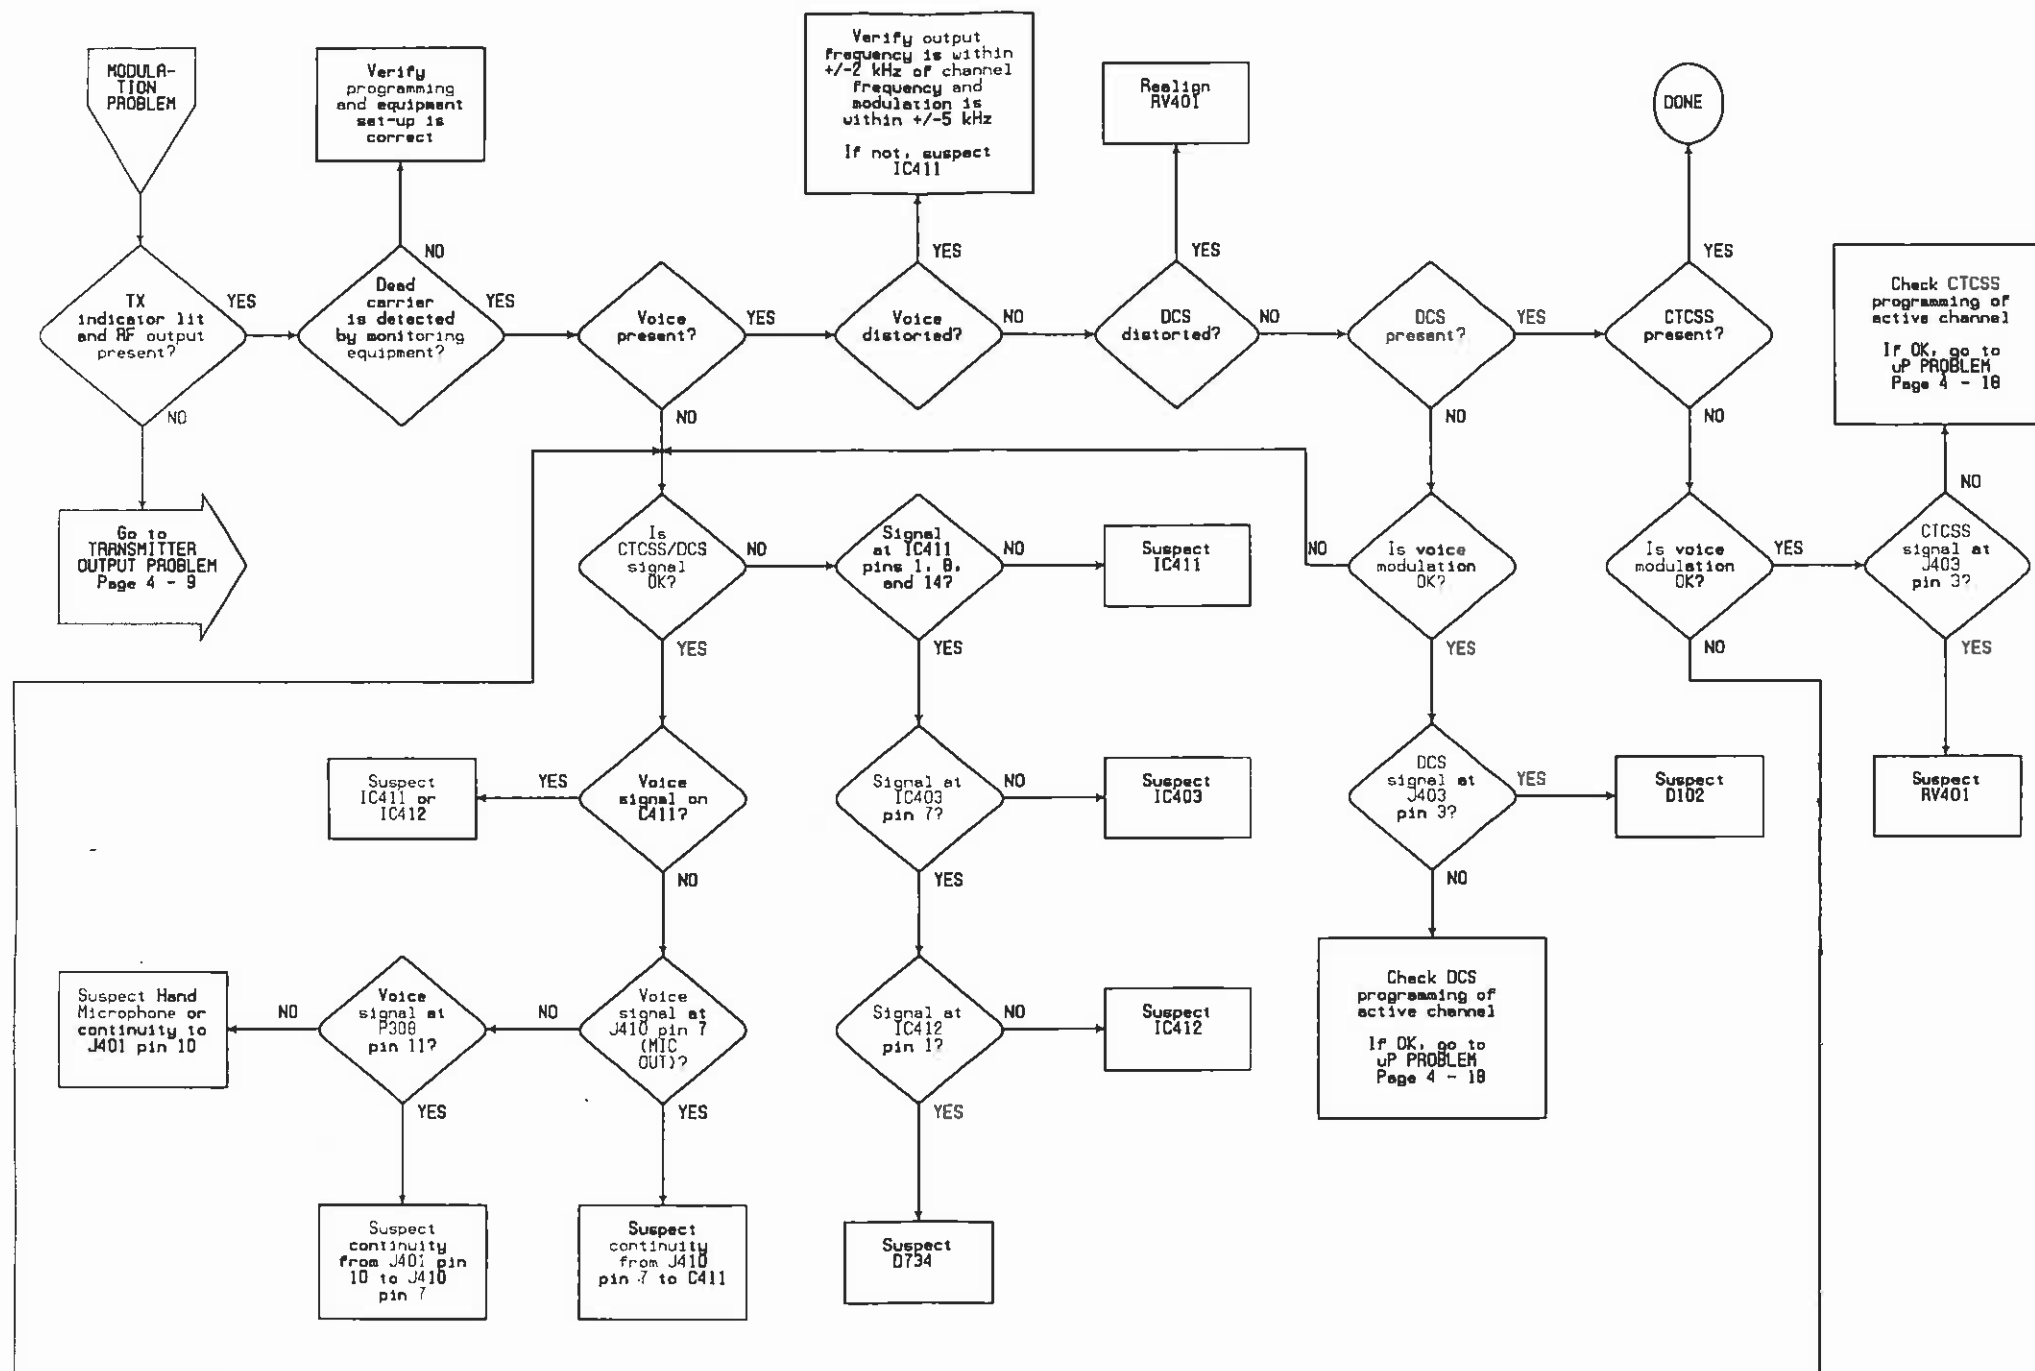 MODULA-
TION
PROBLEM
Verify
programming
and equipment
set-up is
correct
Verify output
frequency is within
+/-2 kHz of channel
frequency and
modulation is
within +/-5 kHz
If not, suspect
IC411
Realign
RV401
DONE
TX
indicator lit
and RF output
present?
YES
NO
Dead
carrier
is detected
by monitoring
equipment?
NO
YES
Voice
present?
YES
NO
Voice
distorted?
YES
NO
DCS
distorted?
YES
NO
DCS
present?
YES
NO
CTCSS
present?
YES
NO
Check CTCSS
programming of
active channel
If OK, go to
uP PROBLEM
Page 4 - 18
Go to
TRANSMITTER
OUTPUT PROBLEM
Page 4 - 9
Is
CTCSS/DCS
signal
OK?
NO
YES
Signal
at IC411
pins 1, 8,
and 14?
NO
YES
Suspect
IC411
NO
Is voice
modulation
OK?
YES
Is voice
modulation
OK?
YES
NO
CTCSS
signal at
J403
pin 3?
NO
YES
Suspect
IC411 or
IC412
YES
Voice
signal on
C411?
NO
Signal at
IC403
pin 7?
NO
YES
Suspect
IC403
DCS
signal at
J403
pin 3?
YES
NO
Suspect
D102
Suspect
RV401
Suspect Hand
Microphone or
continuity to
J401 pin 10
NO
Voice
signal at
P308
pin 11?
YES
NO
Voice
signal at
J410 pin 7
(MIC
OUT)?
YES
Signal at
IC412
pin 1?
NO
YES
Suspect
IC412
Check DCS
programming of
active channel
If OK, go to
uP PROBLEM
Page 4 - 18
Suspect
continuity
from J401 pin
10 to J410
pin 7
Suspect
continuity
from J410
pin 7 to C411
Suspect
D734